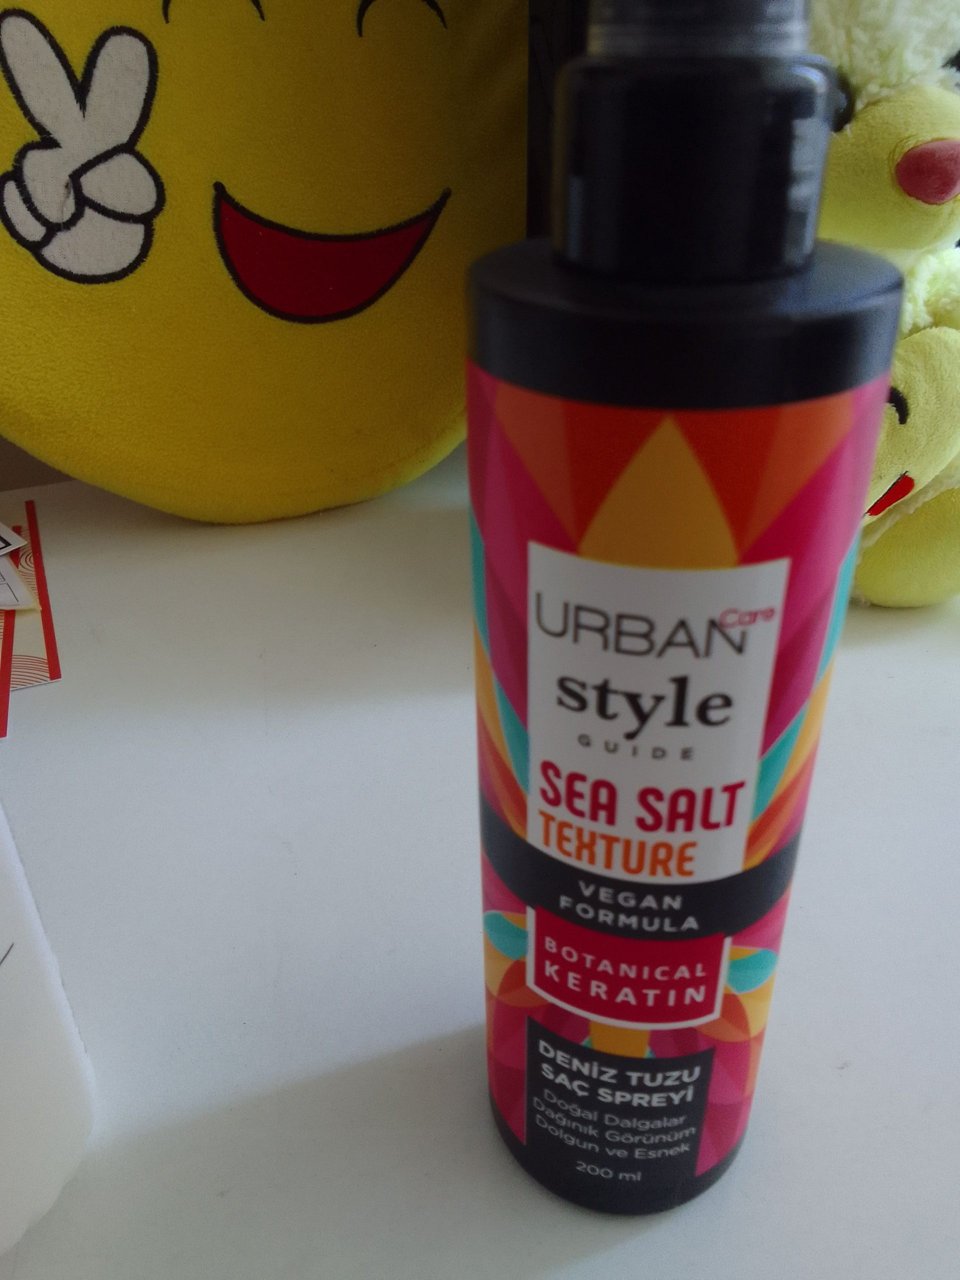 URBAN Care
style
GUIDE
SEA SALT
TEXTURE
VEGAN
FORMULA
BOTANICAL
KERATIN
DENİZ TUZU
SAÇ SPREYİ
Doğal Dalgalar
Dağınık Görünüm
Dolgun ve Esnek
200 ml